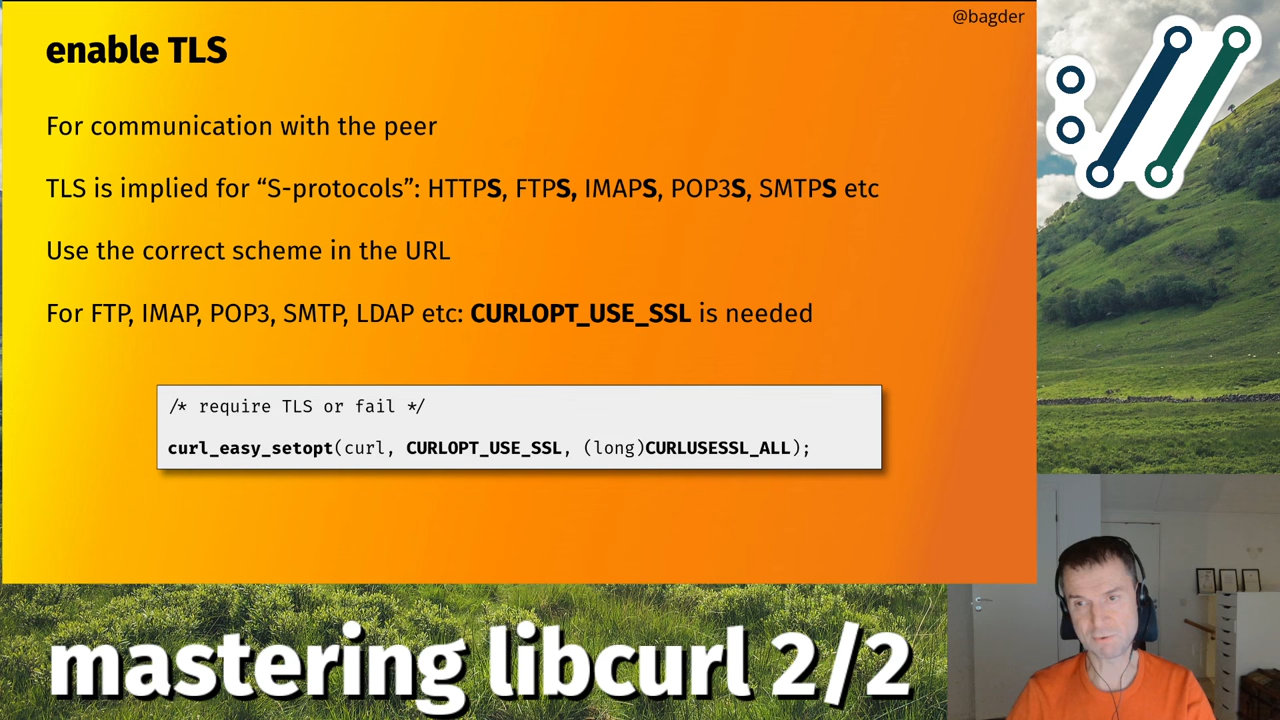 @bagder
enable TLS
For communication with the peer
TLS is implied for “S-protocols”: HTTPS, FTPS, IMAPS, POP3S, SMTPS etc
Use the correct scheme in the URL
For FTP, IMAP, POP3, SMTP, LDAP etc: CURLOPT_USE_SSL is needed
/* require TLS or fail */
curl_easy_setopt(curl, CURLOPT_USE_SSL, (long)CURLUSESSL_ALL);
mastering libcurl 2/2